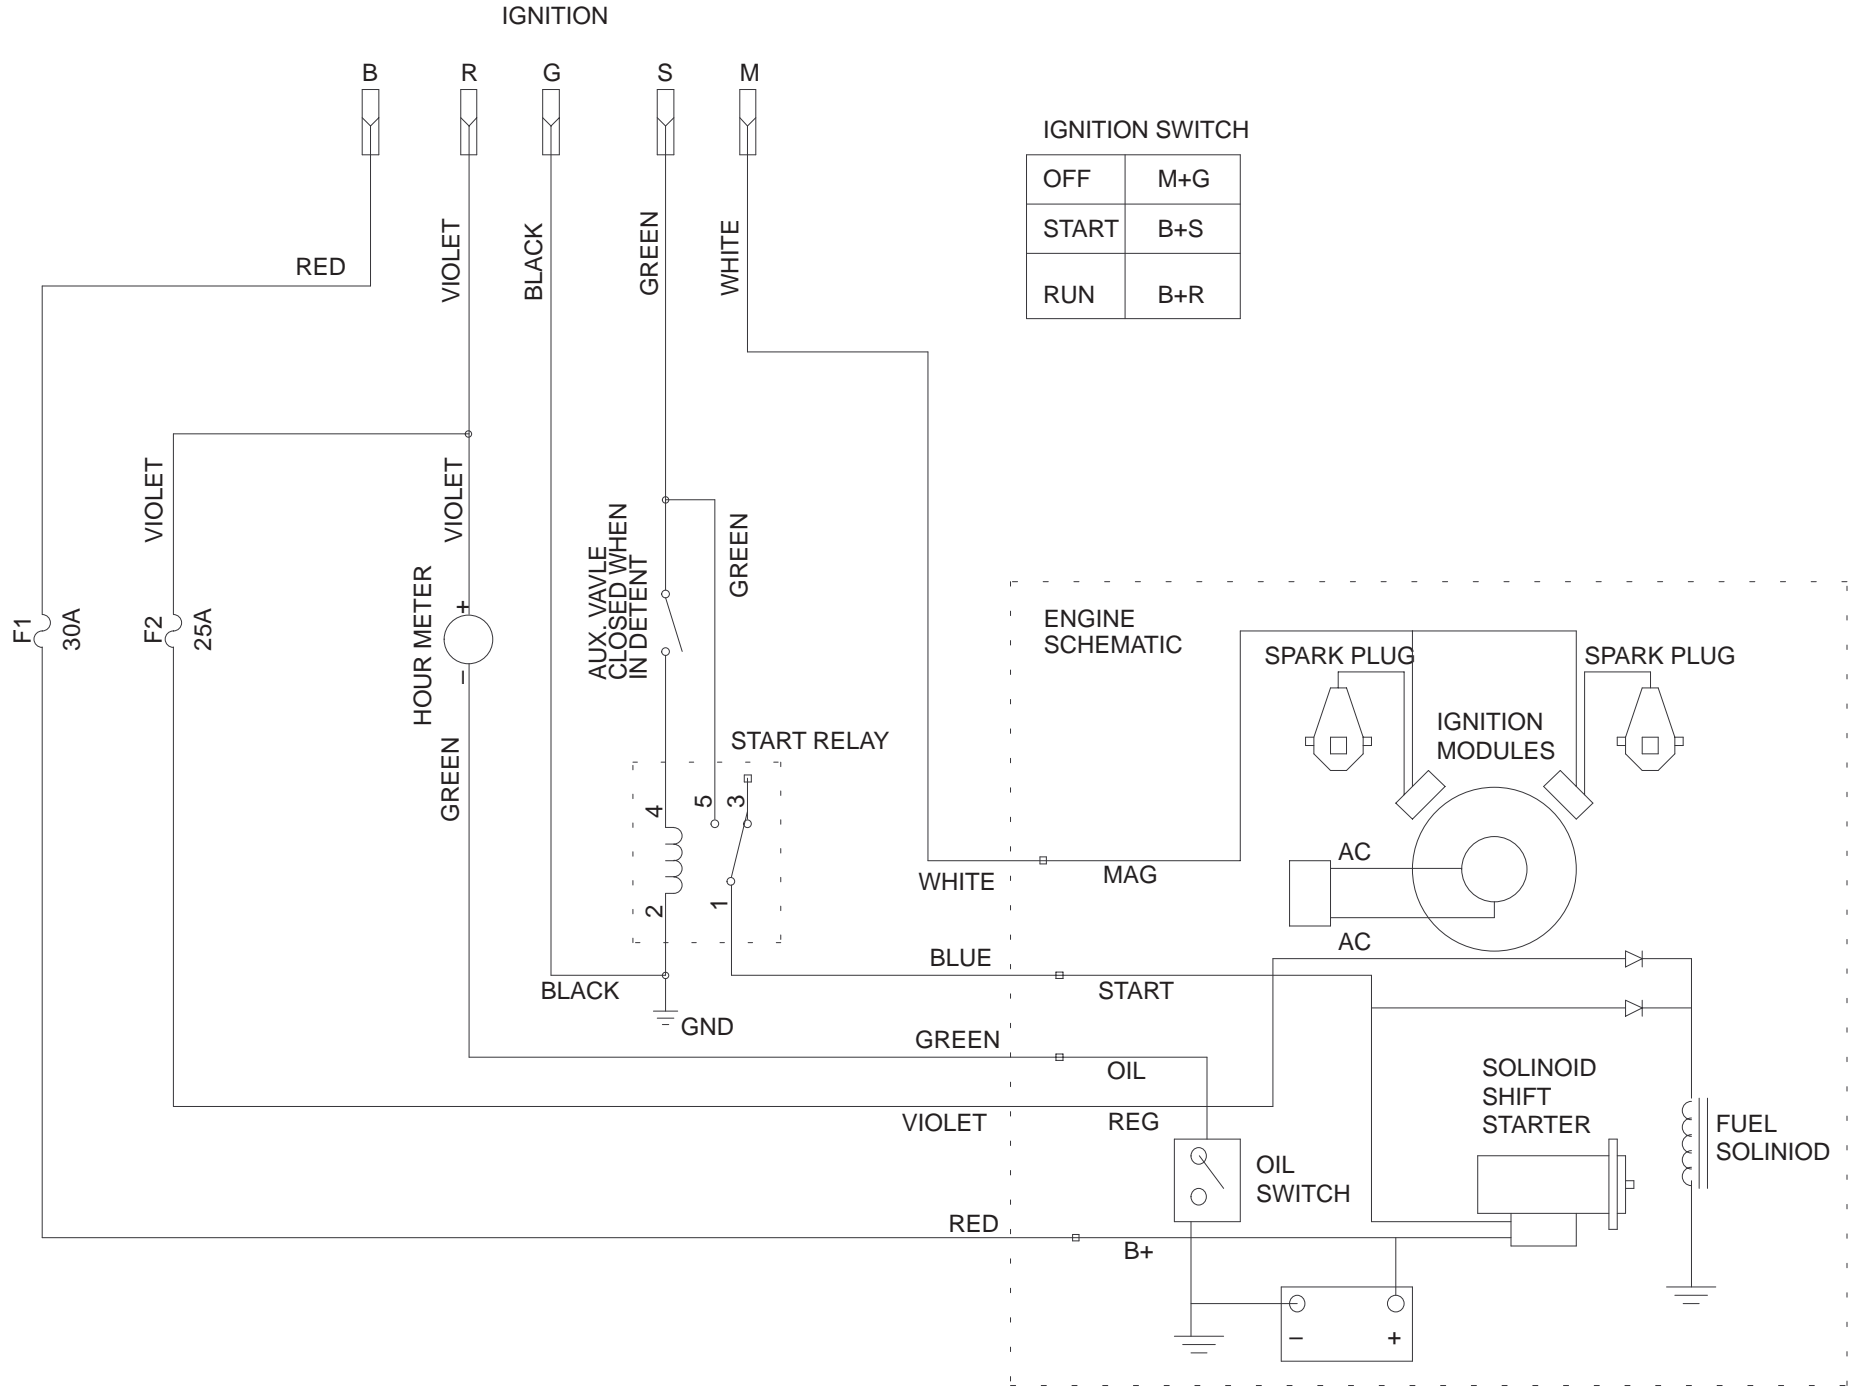 IGNITION
B
R
G
S
M
IGNITION SWITCH
OFF M+G
START B+S
RUN B+R
RED
VIOLET
BLACK
GREEN
WHITE
VIOLET
VIOLET
F1
30A
F2
25A
HOUR METER
+
–
GREEN
AUX. VAVLE
CLOSED WHEN
IN DETENT
GREEN
START RELAY
4
5
3
2
1
BLACK
GND
WHITE
BLUE
GREEN
VIOLET
RED
ENGINE
SCHEMATIC
SPARK PLUG
SPARK PLUG
IGNITION
MODULES
AC
AC
MAG
START
OIL
REG
B+
OIL
SWITCH
SOLINOID
SHIFT
STARTER
FUEL
SOLINIOD
–
+